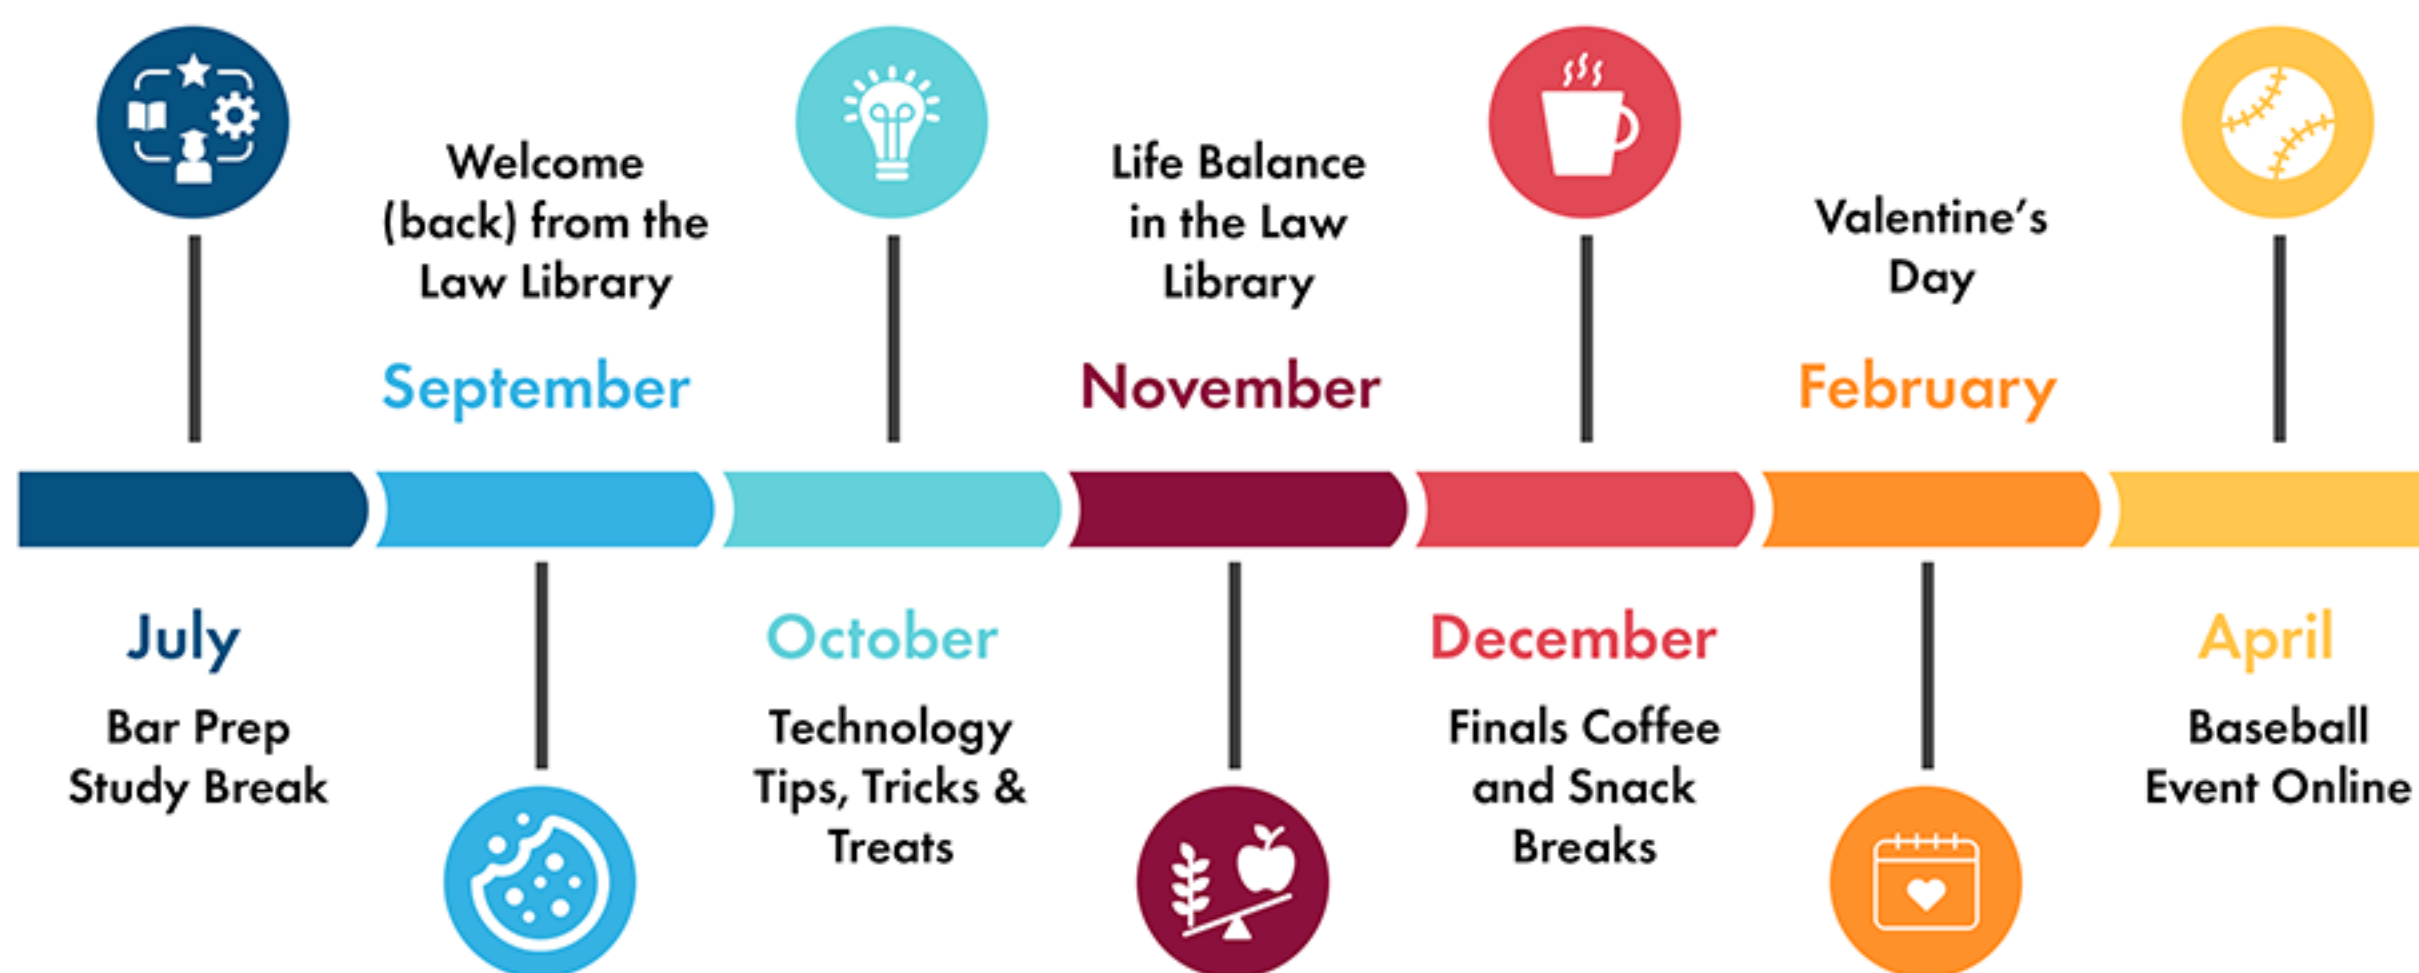 July
Bar Prep
Study Break
Welcome
(back) from the
Law Library
September
October
Technology
Tips, Tricks &
Treats
Life Balance
in the Law
Library
November
December
Finals Coffee
and Snack
Breaks
Valentine’s
Day
February
April
Baseball
Event Online